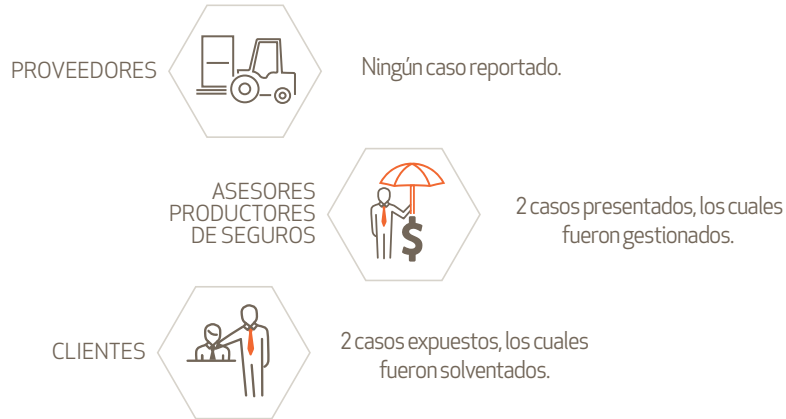 PROVEEDORES
Ningún caso reportado.
ASESORES
PRODUCTORES
DE SEGUROS
2 casos presentados, los cuales
fueron gestionados.
$
CLIENTES
2 casos expuestos, los cuales
fueron solventados.